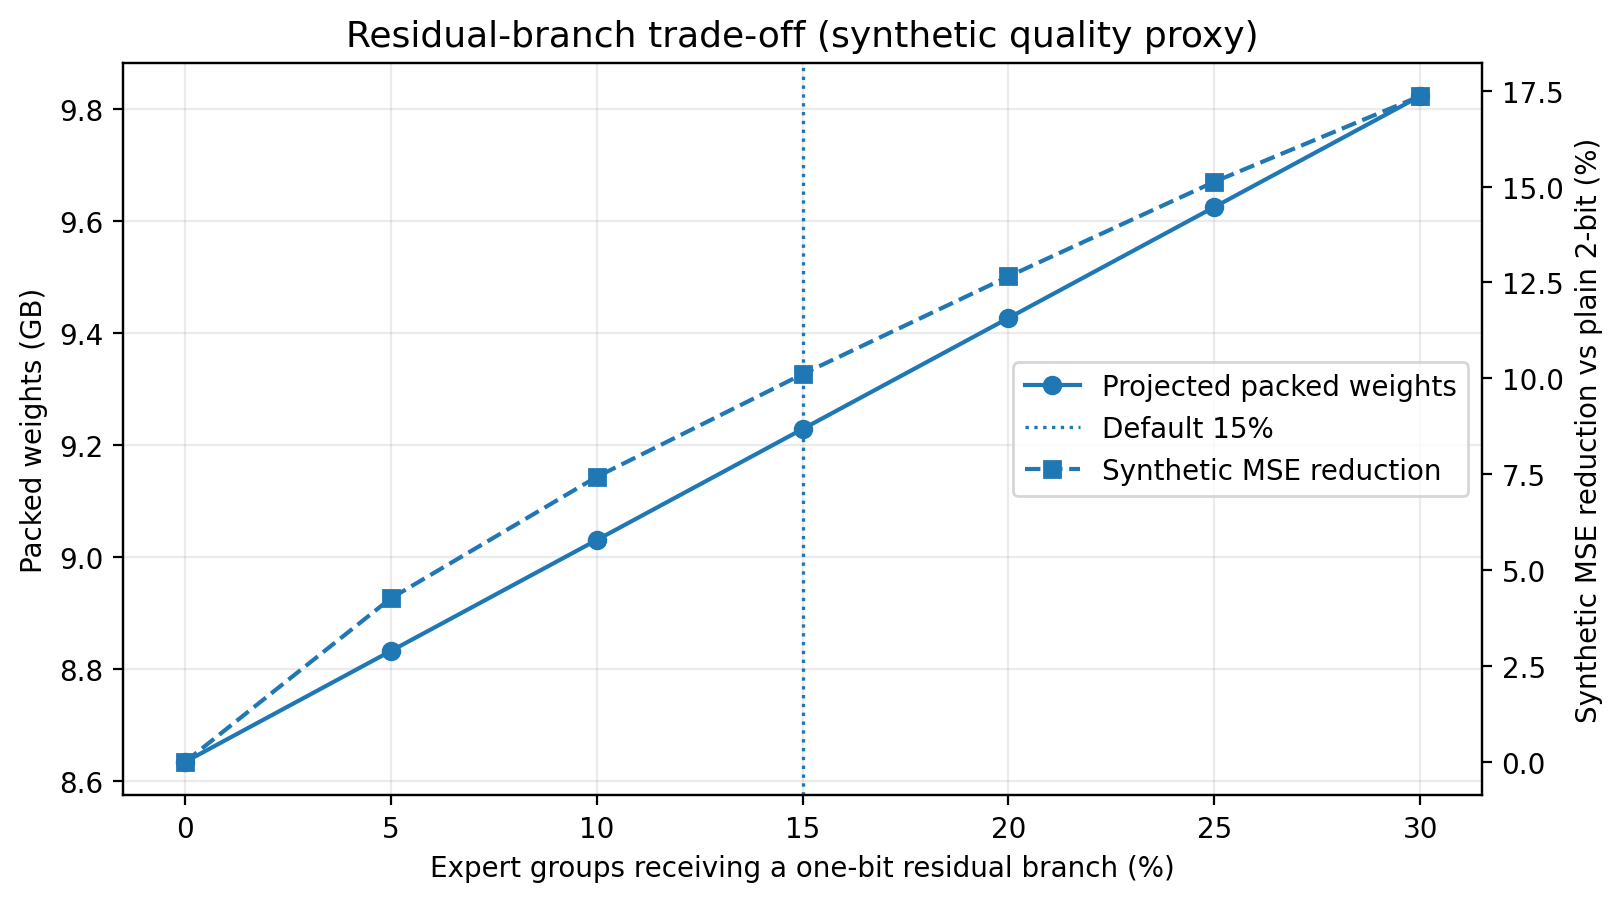 Residual-branch trade-off (synthetic quality proxy)
Packed weights (GB)
9.8
9.6
9.4
9.2
9.0
8.8
8.6
17.5
15.0
12.5
10.0
7.5
5.0
2.5
0.0
Synthetic MSE reduction vs plain 2-bit (%)
Projected packed weights
Default 15%
Synthetic MSE reduction
0 5 10 15 20 25 30
Expert groups receiving a one-bit residual branch (%)